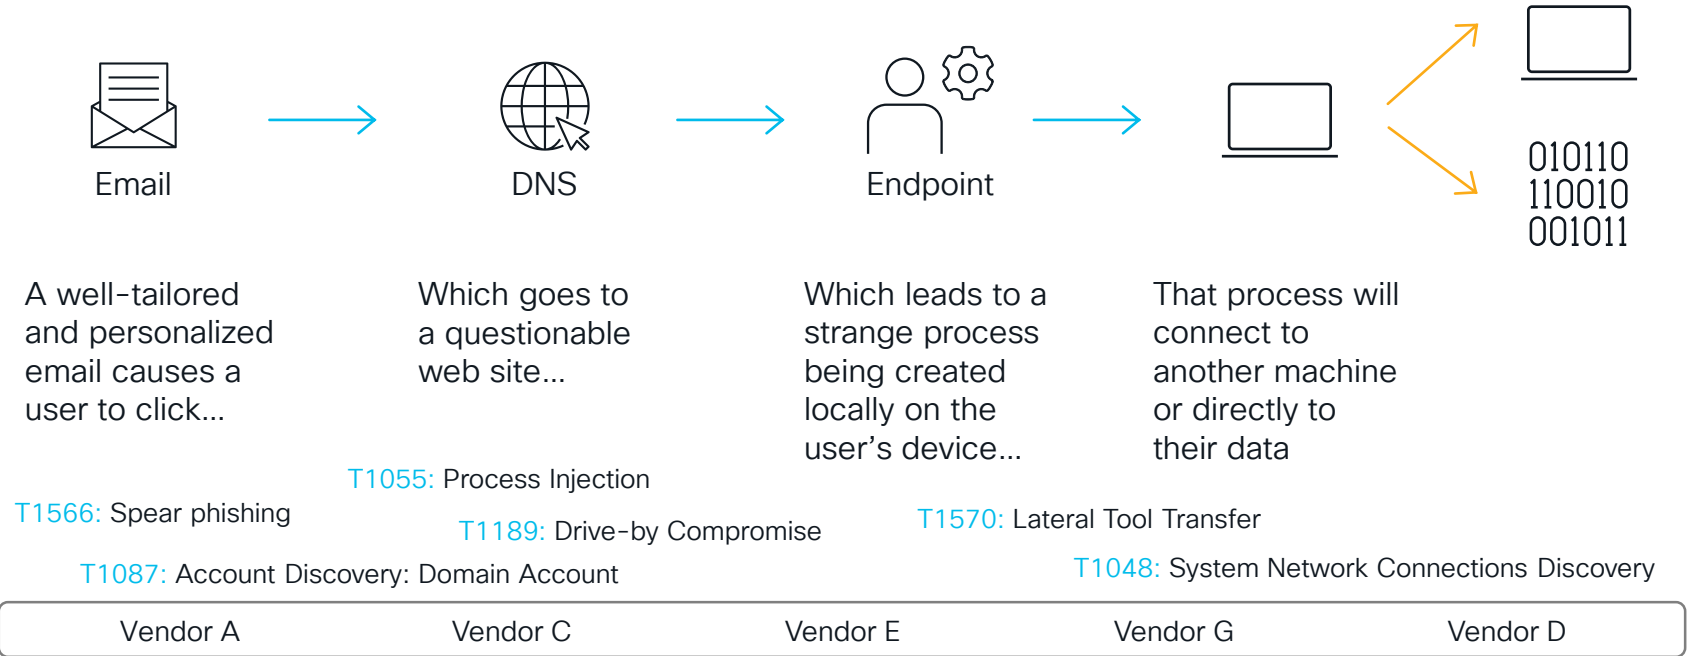 010110
110010
001011
Email
DNS
Endpoint
A well-tailored
and personalized
email causes a
user to click...
Which goes to
a questionable
web site...
Which leads to a
strange process
being created
locally on the
user's device...
That process will
connect to
another machine
or directly to
their data
T1055: Process Injection
T1566: Spear phishing
T1189: Drive-by Compromise
T1570: Lateral Tool Transfer
T1087: Account Discovery: Domain Account
T1048: System Network Connections Discovery
Vendor A
Vendor C
Vendor E
Vendor G
Vendor D